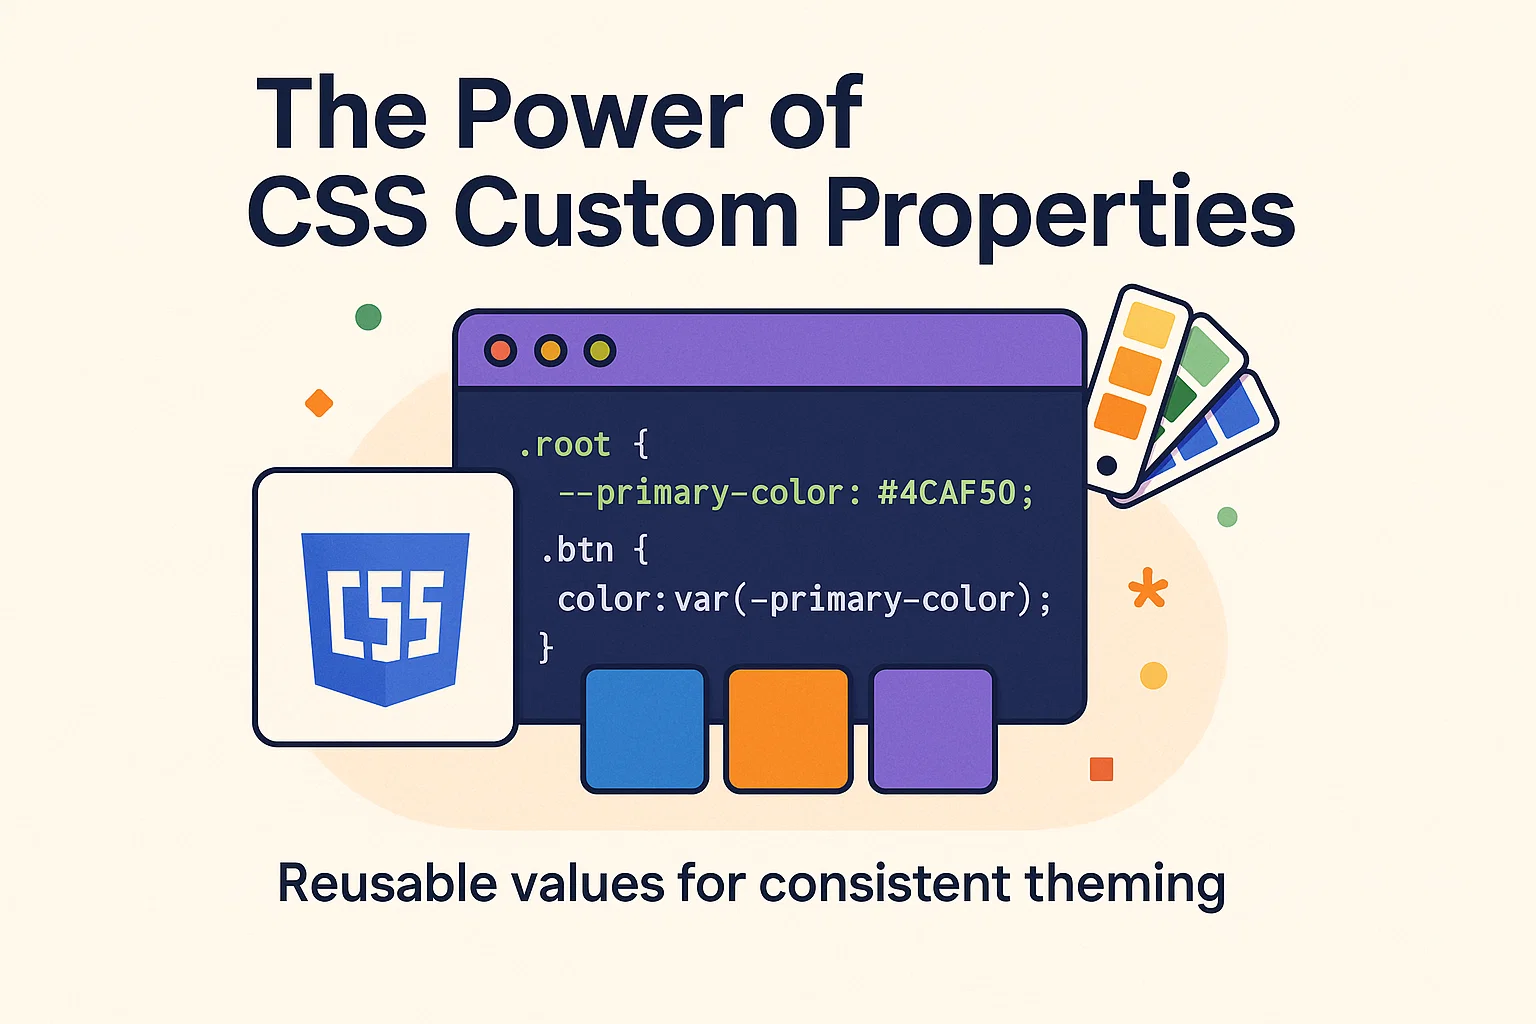 The Power of
CSS Custom Properties
.root {
--primary-color: #4CAF50;
.btn {
color:var(-primary-color);
}
CSS
Reusable values for consistent theming